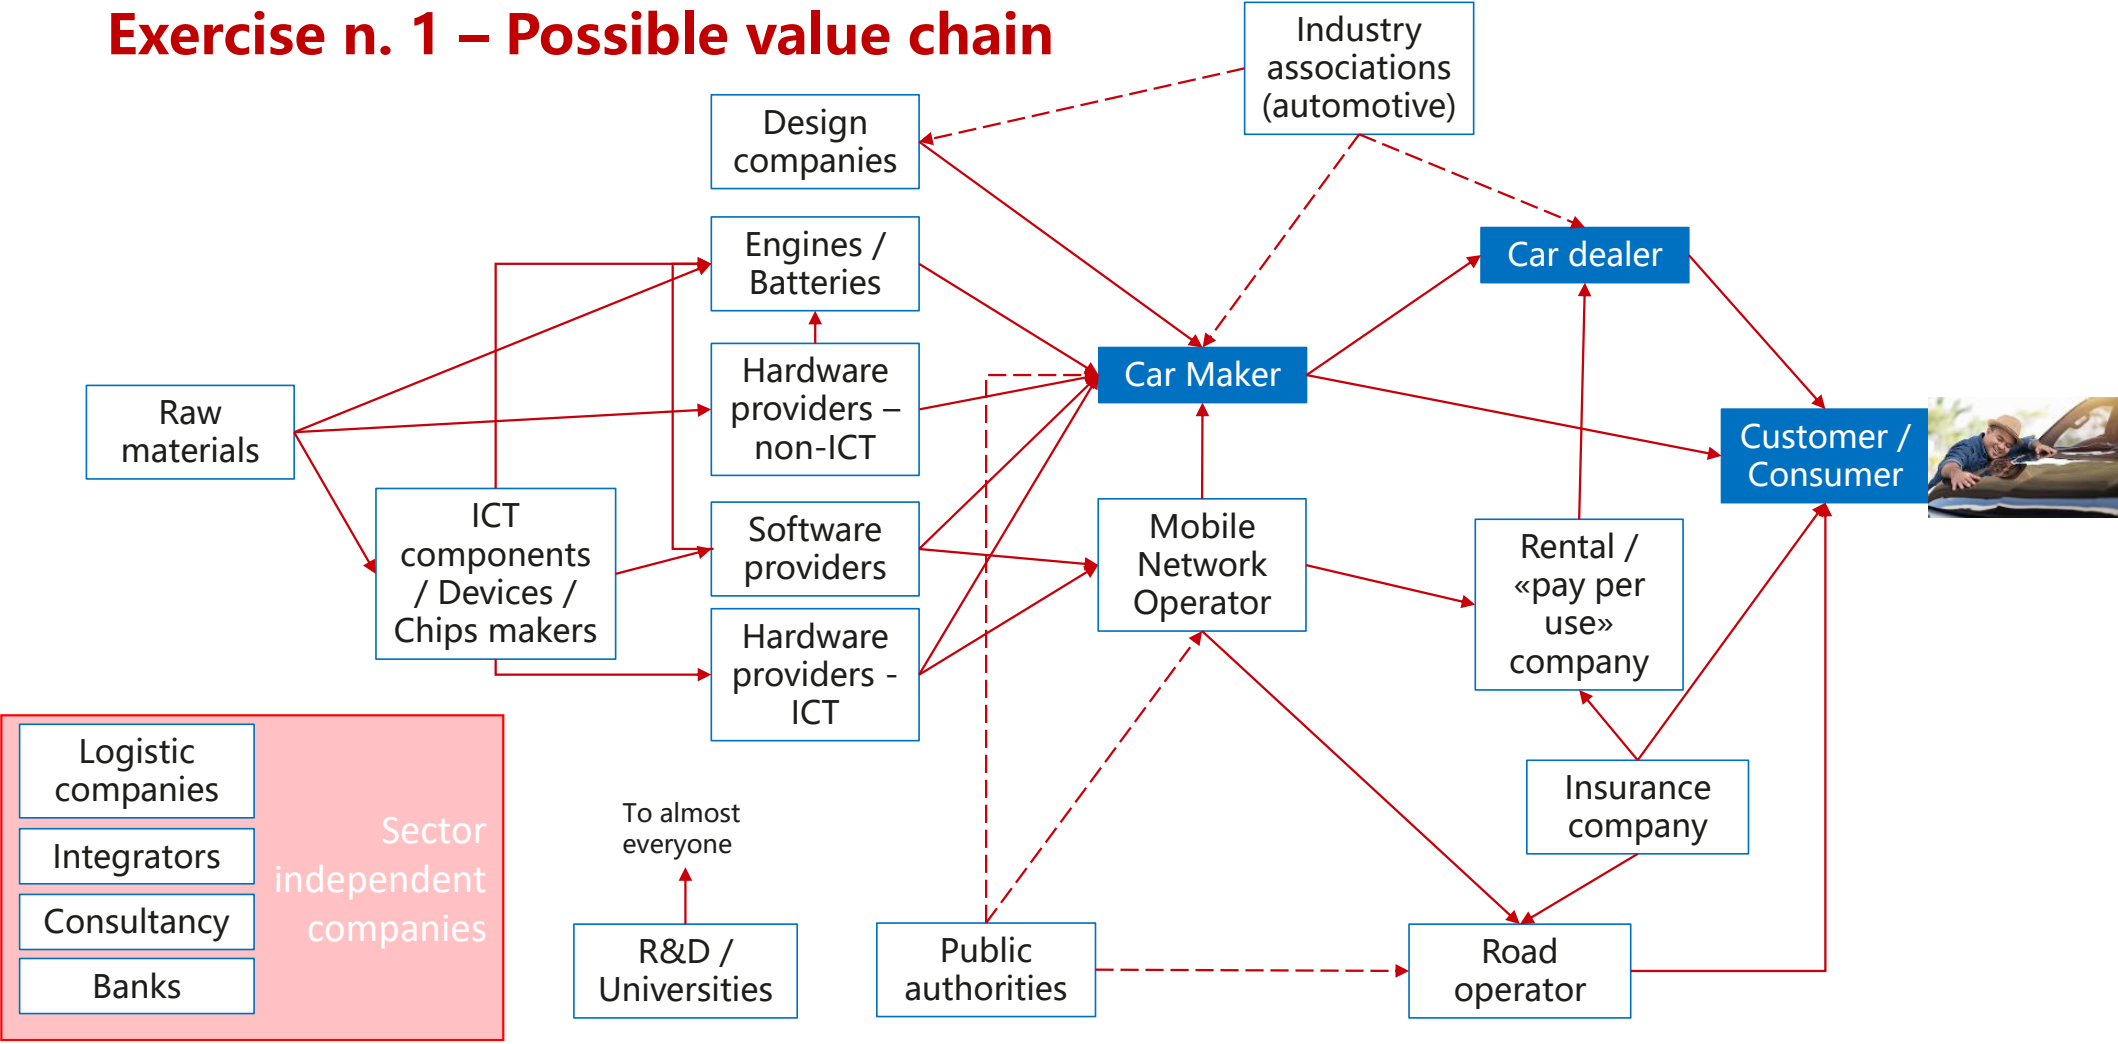 Exercise n. 1 – Possible value chain
Industry
associations
(automotive)
Design
companies
Engines /
Batteries
Car dealer
Hardware
providers –
non-ICT
Car Maker
Raw
materials
Customer /
Consumer
ICT
components
/ Devices /
Chips makers
Software
providers
Mobile
Network
Operator
Rental /
«pay per
use»
company
Hardware
providers -
ICT
Logistic
companies
Integrators
Consultancy
Banks
Sector
independent
companies
To almost
everyone
R&D /
Universities
Public
authorities
Insurance
company
Road
operator